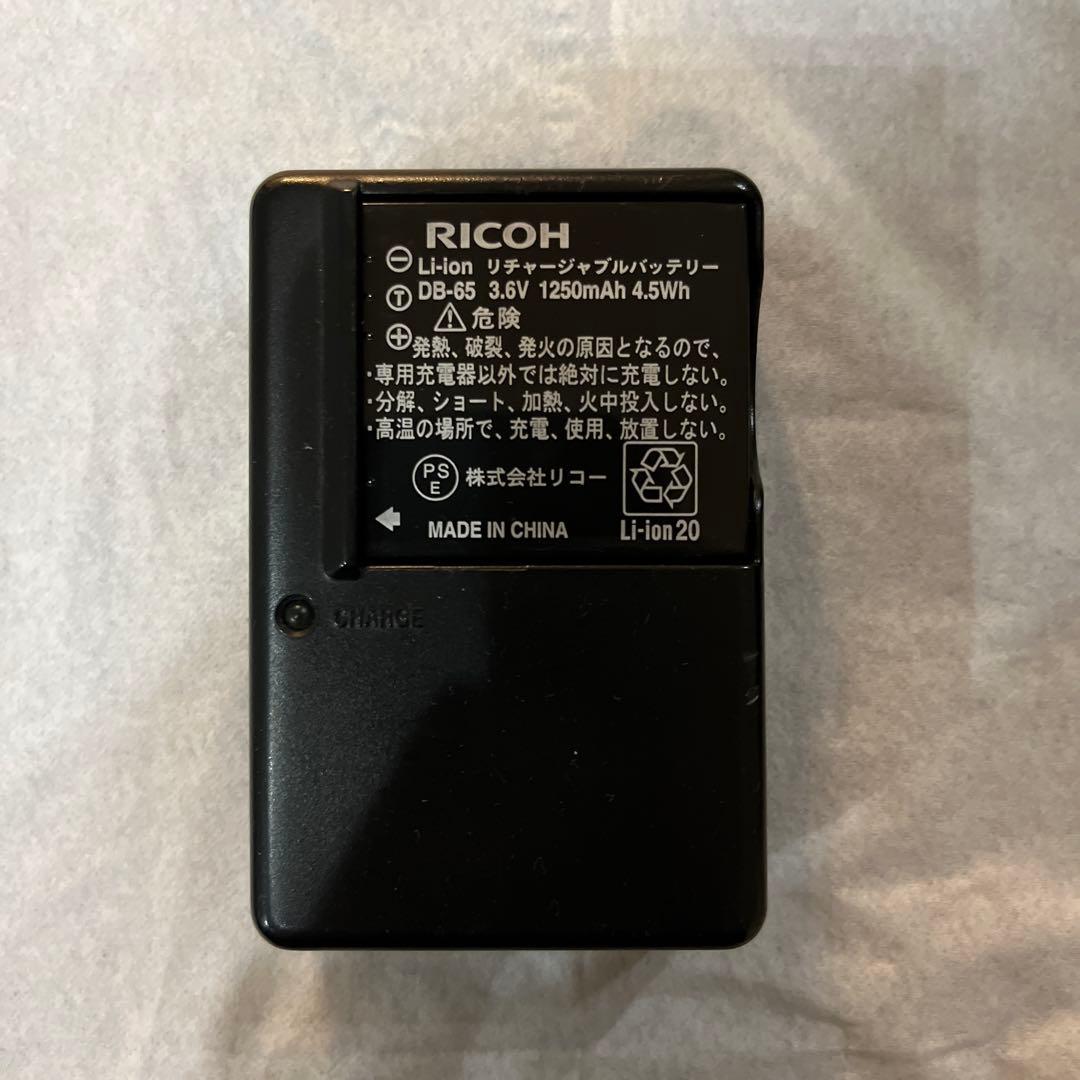 RICOH
⊖ Li-ion リチャージャブルバッテリー
Ⓣ DB-65 3.6V 1250mAh 4.5Wh
⚠危険
⊕ 発熱、破裂、発火の原因となるので、
・専用充電器以外では絶対に充電しない。
・分解、ショート、加熱、火中投入しない。
・高温の場所で、充電、使用、放置しない。
PS
E
株式会社リコー
MADE IN CHINA
Li-ion20
CHARGE